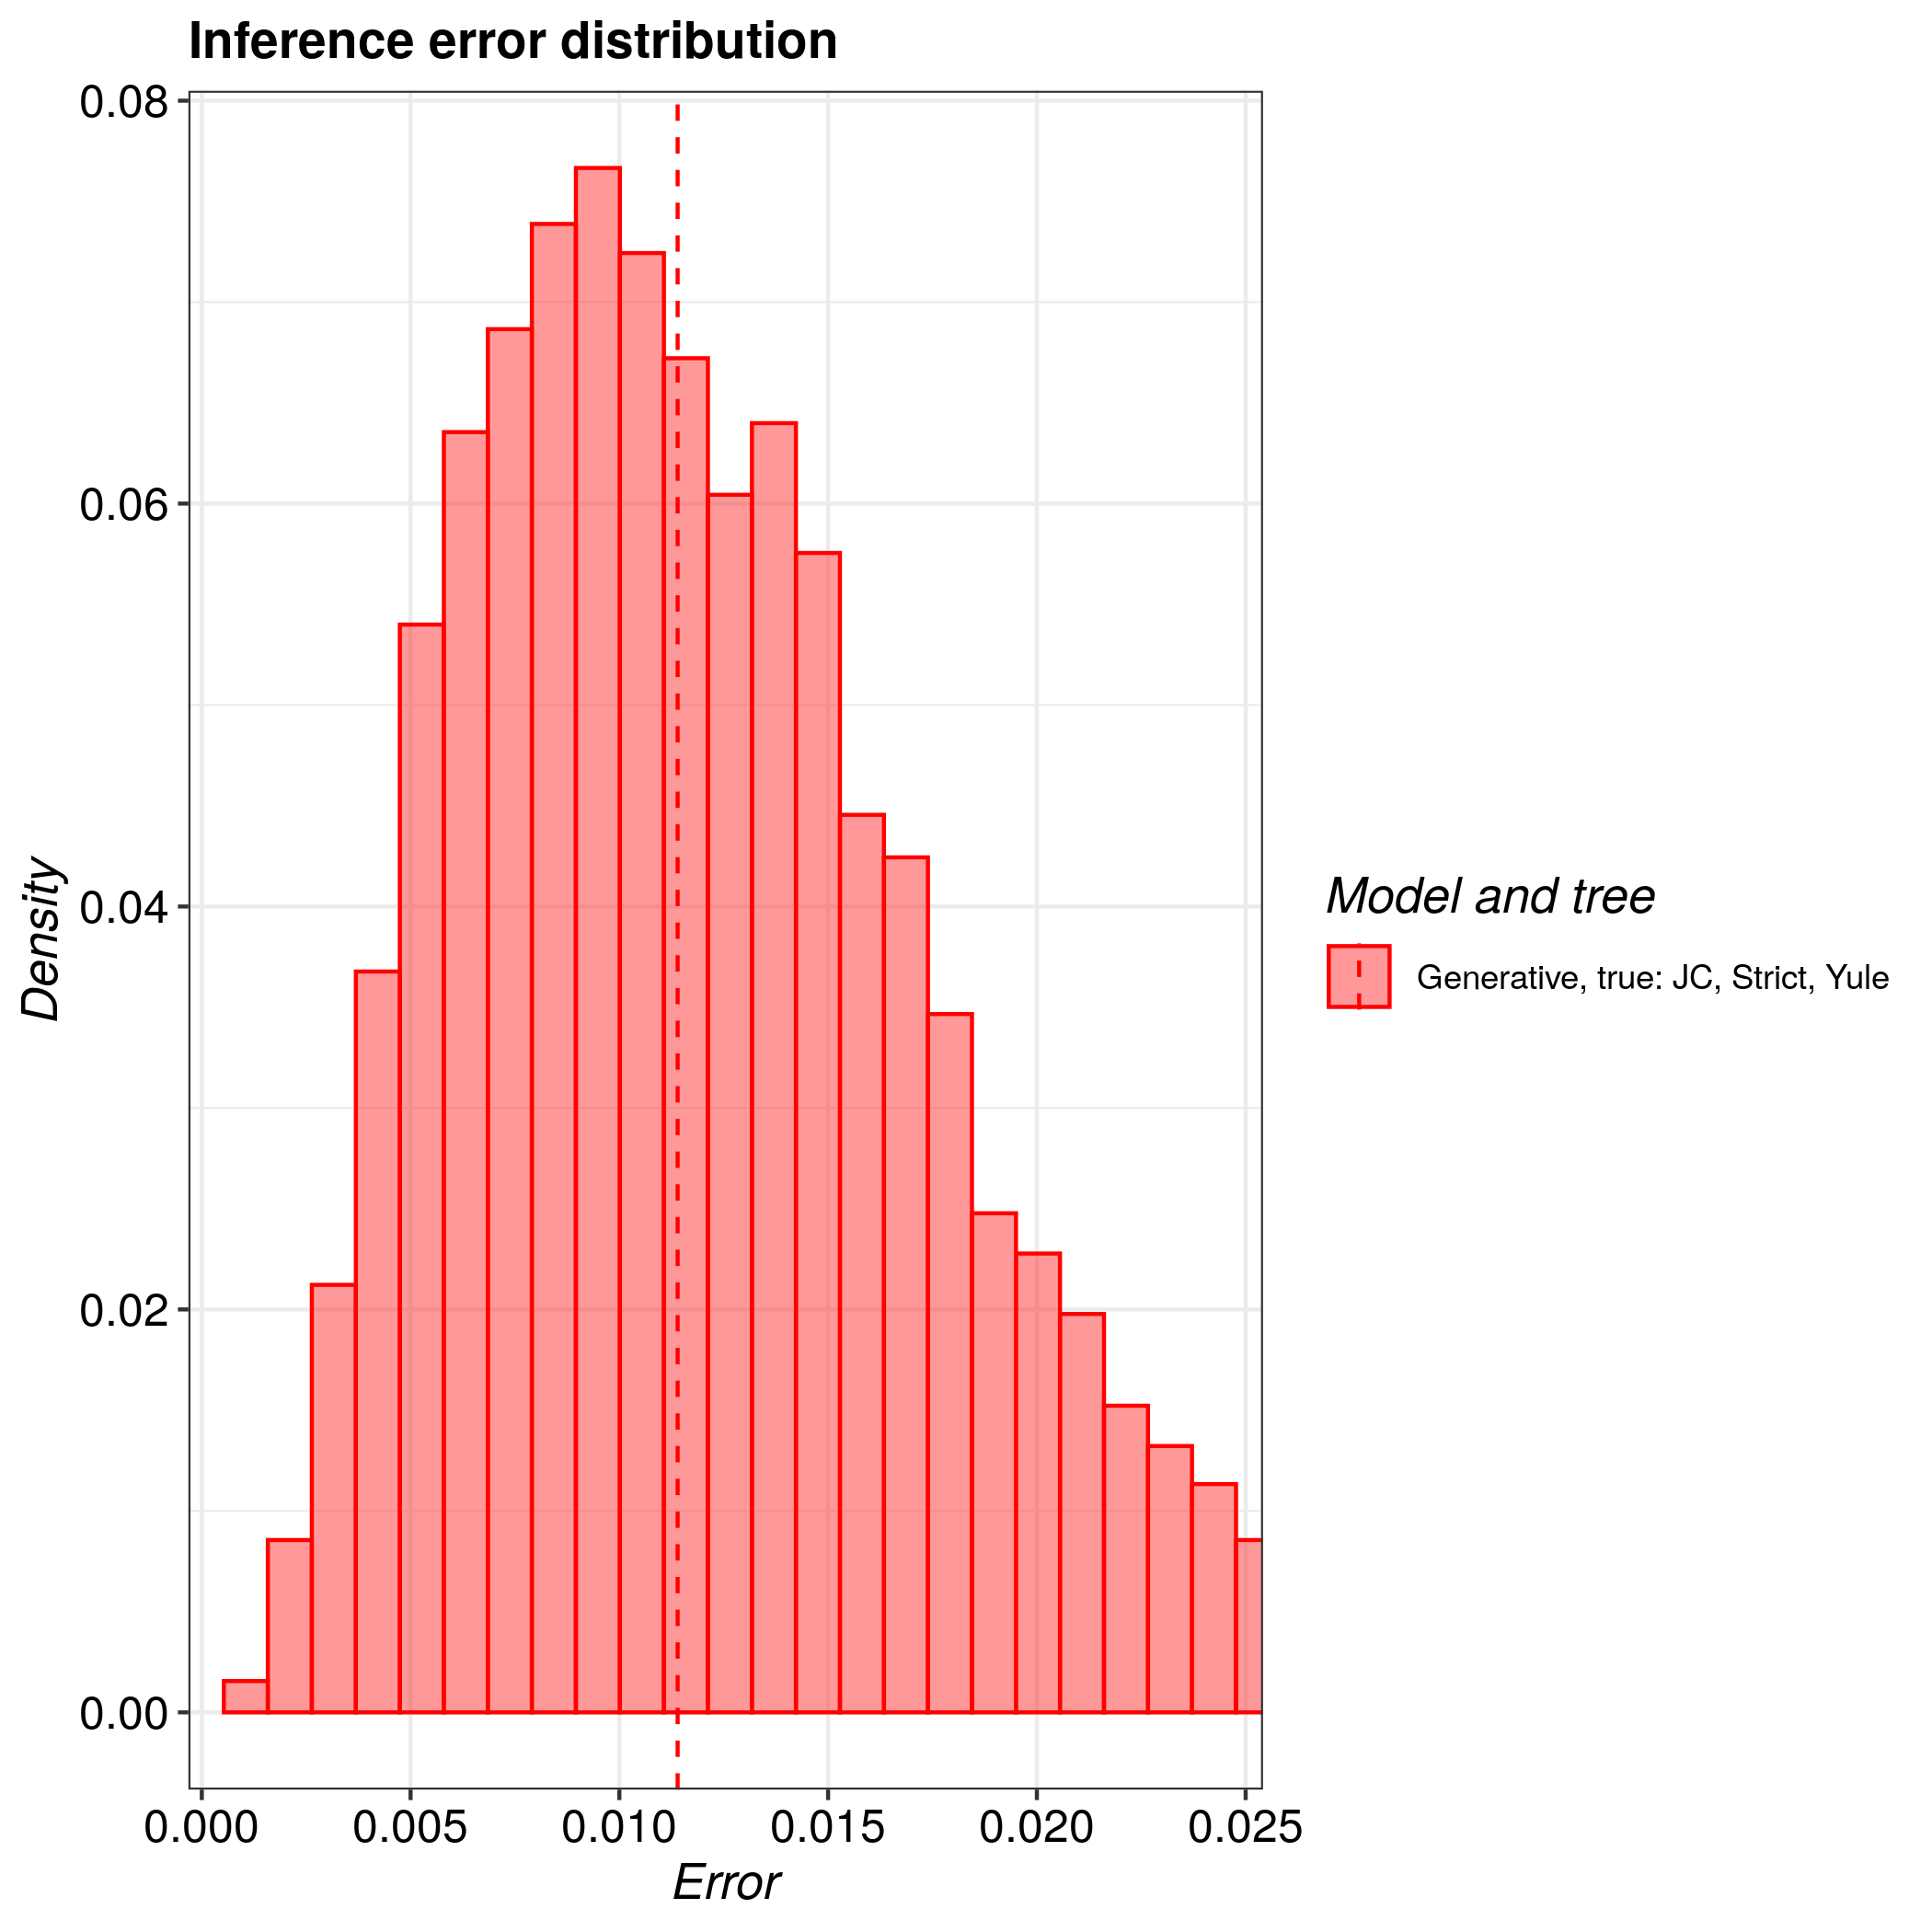 Inference error distribution
0.08
0.06
0.04
0.02
0.00
Density
0.000 0.005 0.010 0.015 0.020 0.025
Error
Model and tree
Generative, true: JC, Strict, Yule